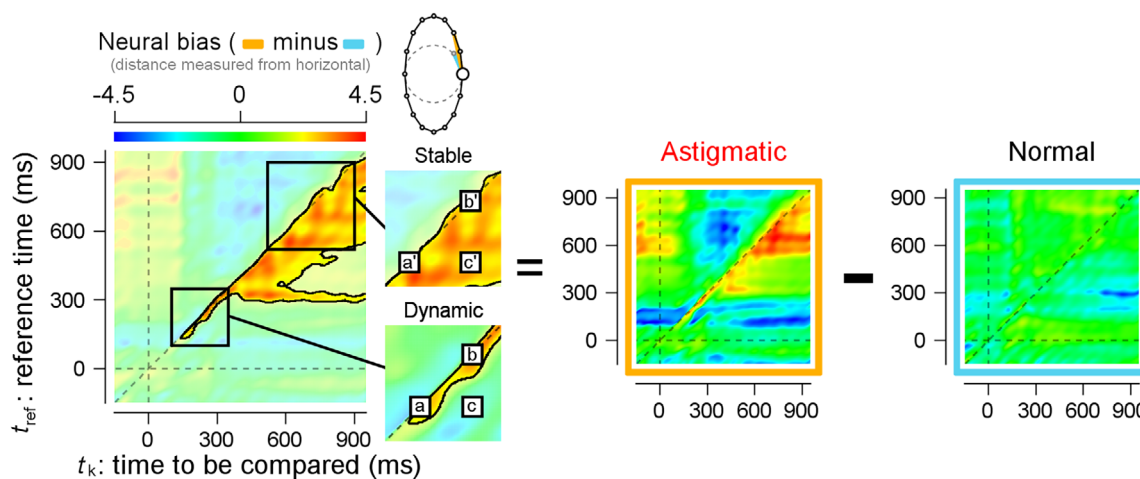 Neural bias ( minus )
(distance measured from horizontal)
-4.5 0 4.5
900
600
300
0
0 300 600 900
t_ref : reference time (ms)
t_k: time to be compared (ms)
Stable
a' b' c'
Dynamic
a b c
=
Astigmatic
900
600
300
0
0 300 600 900
-
Normal
900
600
300
0
0 300 600 900